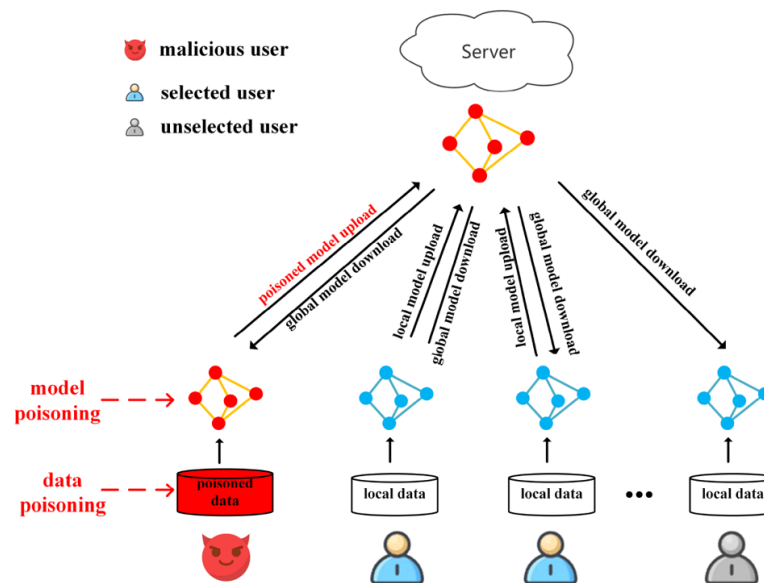 Server
malicious user
selected user
unselected user
poisoned model upload
global model download
local model upload
global model download
local model upload
global model download
global model download
model
poisoning
data
poisoning
poisoned
data
local data
local data
•••
local data